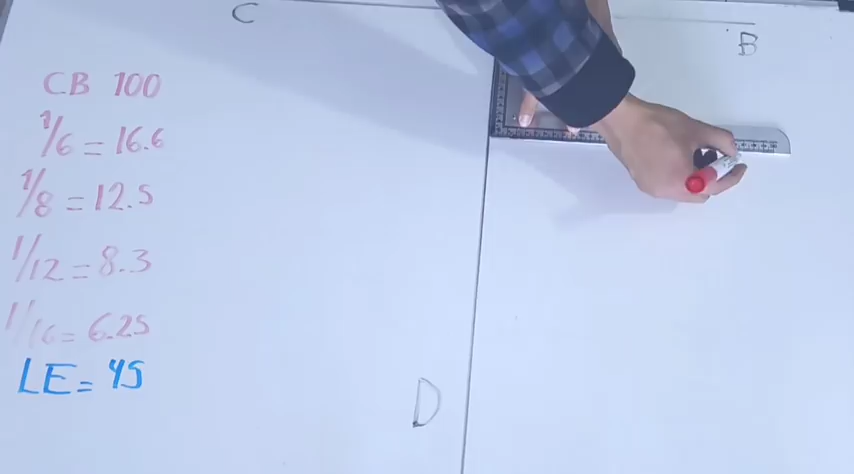 C
B
CB 100
1/6 = 16.6
1/8 = 12.5
1/12 = 8.3
1/16 = 6.25
LE = 45
D